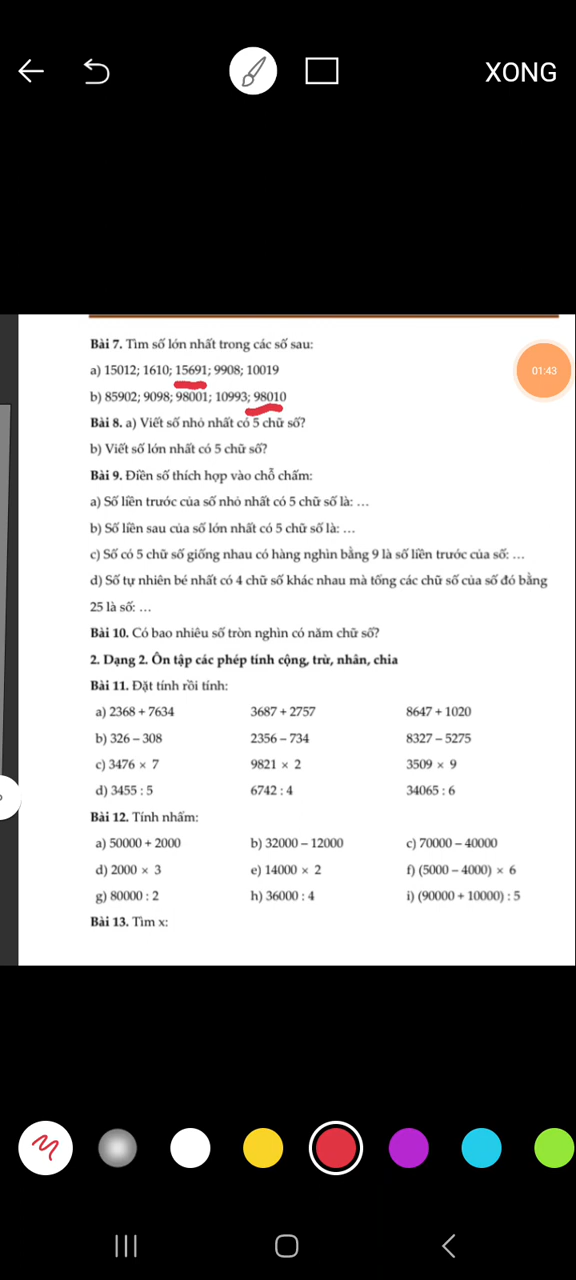 XONG
Bài 7. Tìm số lớn nhất trong các số sau:
a) 15012; 1610; 15691; 9908; 10019
01:43
b) 85902; 9098; 98001; 10993; 98010
Bài 8. a) Viết số nhỏ nhất có 5 chữ số?
b) Viết số lớn nhất có 5 chữ số?
Bài 9. Điền số thích hợp vào chỗ chấm:
a) Số liền trước của số nhỏ nhất có 5 chữ số là: …
b) Số liền sau của số lớn nhất có 5 chữ số là: …
c) Số có 5 chữ số giống nhau có hàng nghìn bằng 9 là số liền trước của số: …
d) Số tự nhiên bé nhất có 4 chữ số khác nhau mà tổng các chữ số của số đó bằng
25 là số: …
Bài 10. Có bao nhiêu số tròn nghìn có năm chữ số?
2. Dạng 2. Ôn tập các phép tính cộng, trừ, nhân, chia
Bài 11. Đặt tính rồi tính:
a) 2368 + 7634 3687 + 2757 8647 + 1020
b) 326 – 308 2356 – 734 8327 – 5275
c) 3476 × 7 9821 × 2 3509 × 9
d) 3455 : 5 6742 : 4 34065 : 6
Bài 12. Tính nhẩm:
a) 50000 + 2000 b) 32000 – 12000 c) 70000 – 40000
d) 2000 × 3 e) 14000 × 2 f) (5000 – 4000) × 6
g) 80000 : 2 h) 36000 : 4 i) (90000 + 10000) : 5
Bài 13. Tìm x: